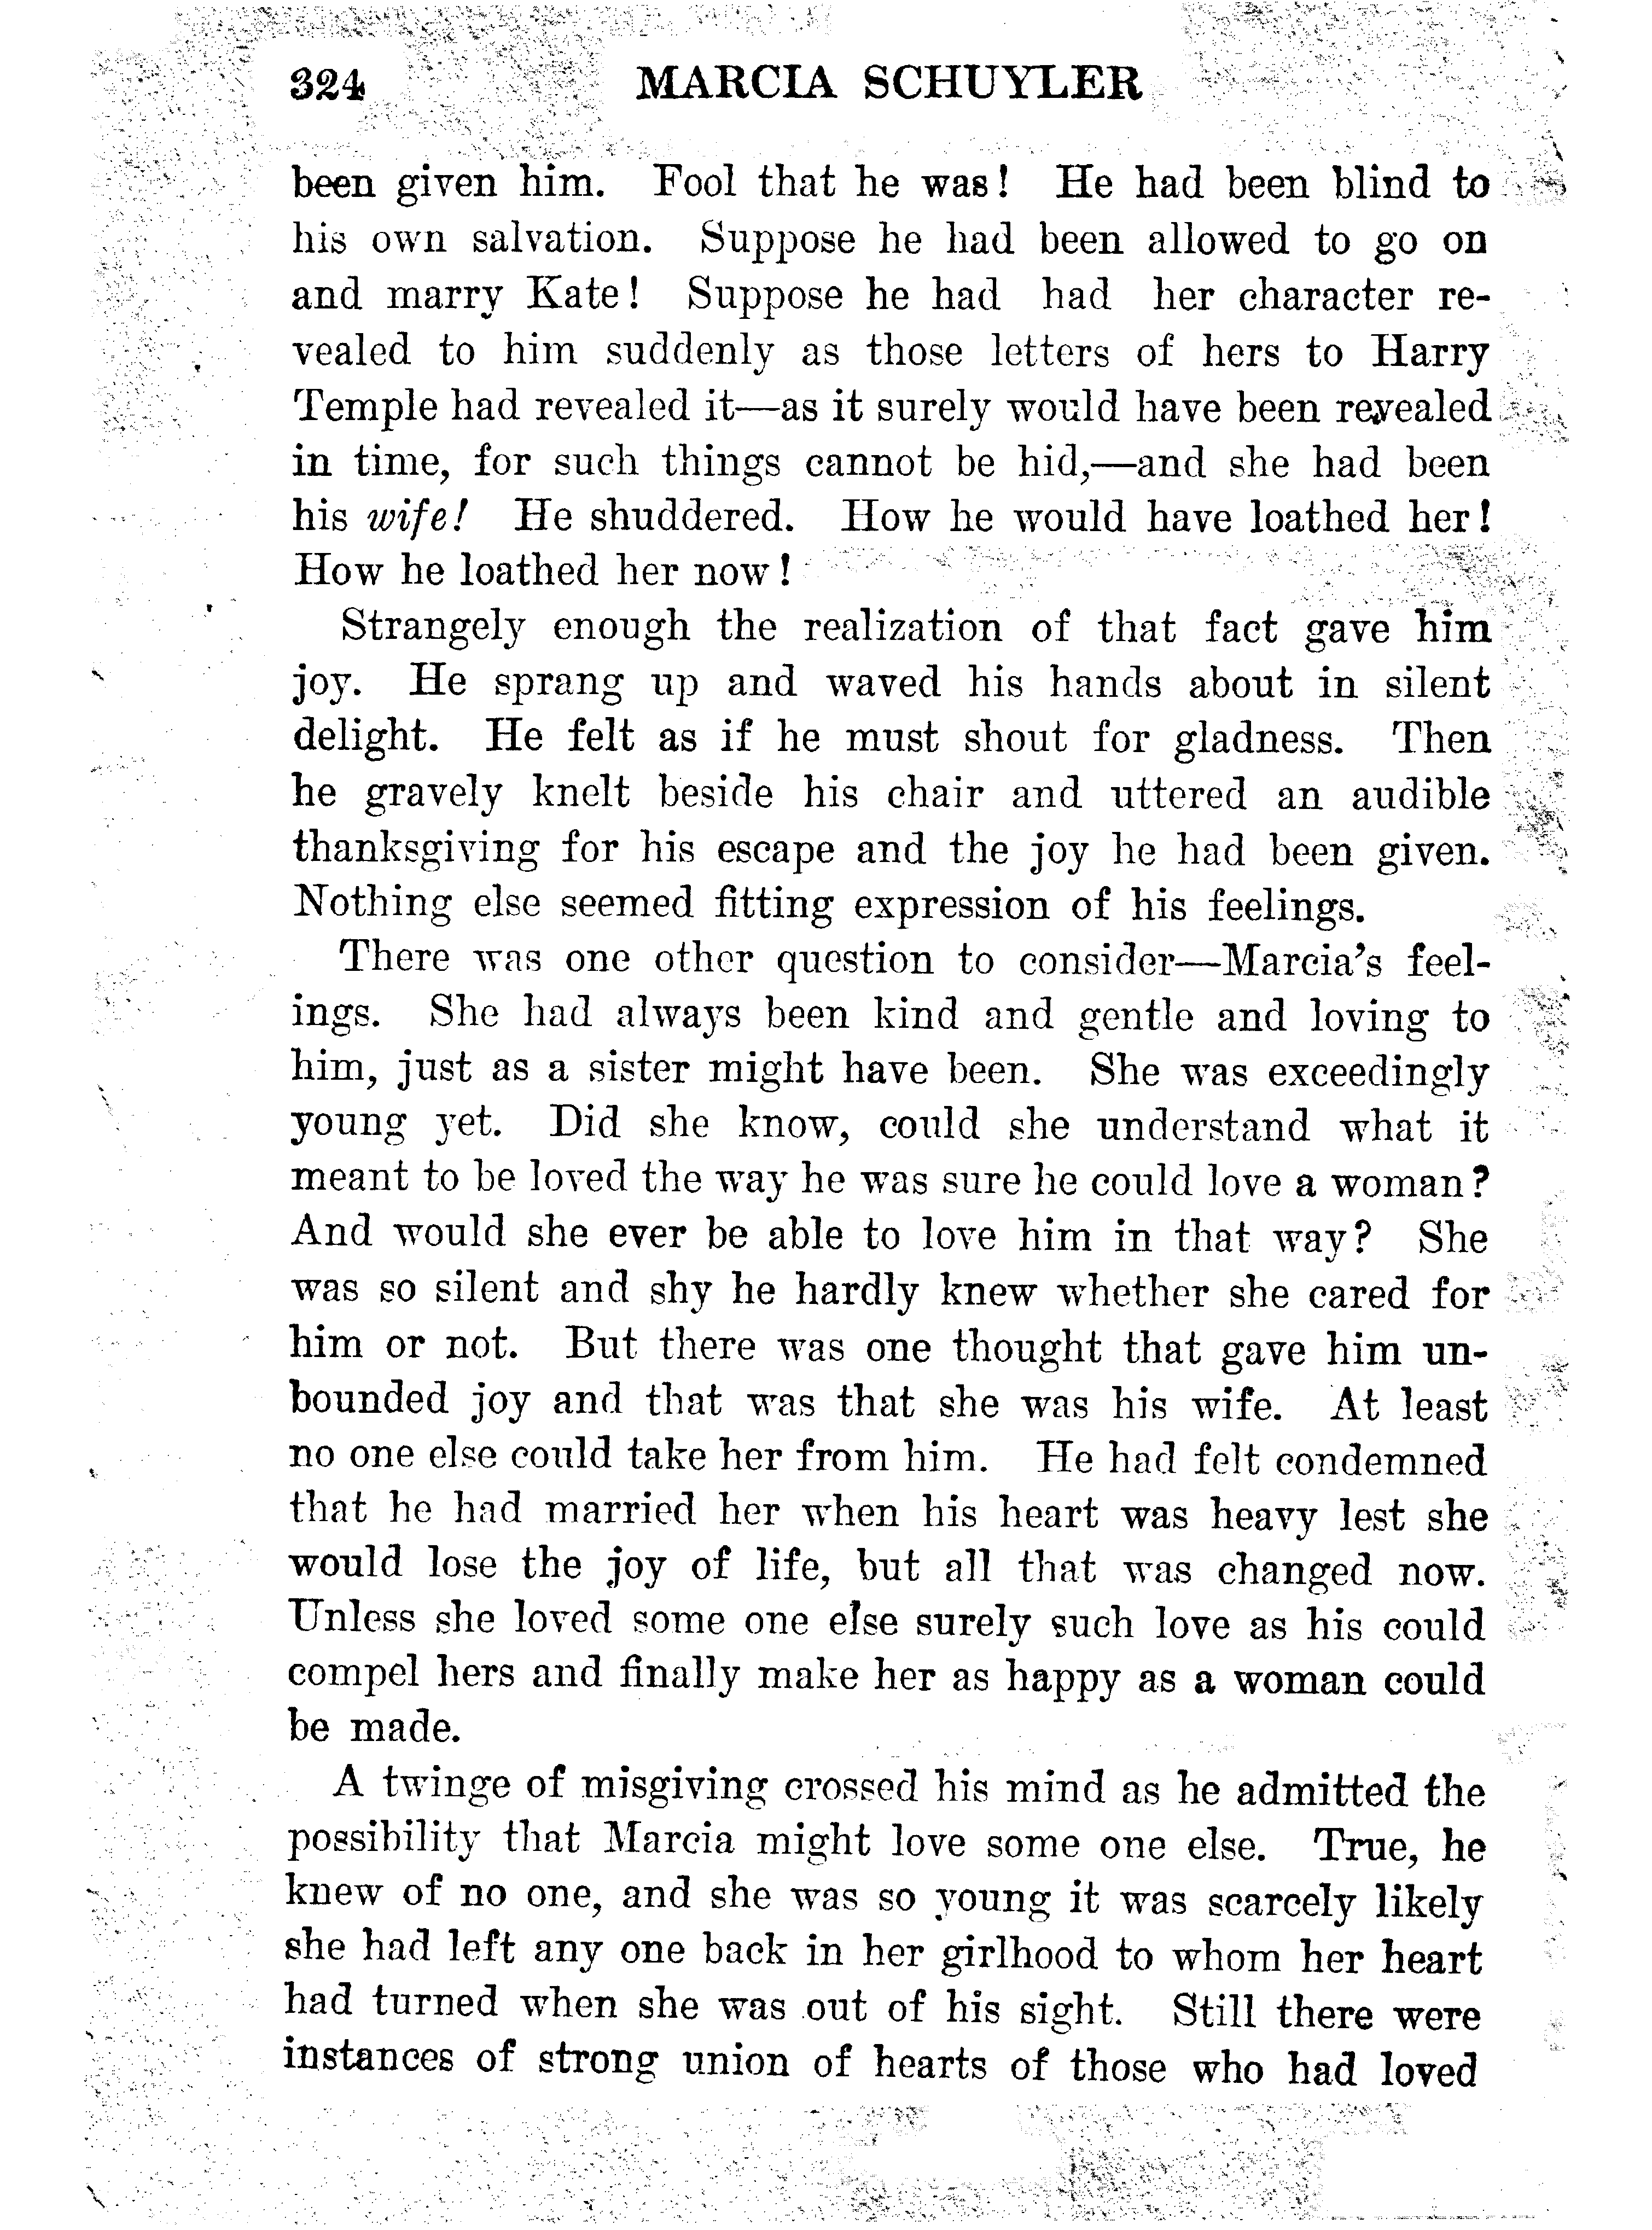 324 MARCIA SCHUYLER
been given him. Fool that he was! He had been blind to
his own salvation. Suppose he had been allowed to go on
and marry Kate! Suppose he had had her character re-
vealed to him suddenly as those letters of hers to Harry
Temple had revealed it—as it surely would have been revealed
in time, for such things cannot be hid,—and she had been
his wife! He shuddered. How he would have loathed her!
How he loathed her now!
Strangely enough the realization of that fact gave him
joy. He sprang up and waved his hands about in silent
delight. He felt as if he must shout for gladness. Then
he gravely knelt beside his chair and uttered an audible
thanksgiving for his escape and the joy he had been given.
Nothing else seemed fitting expression of his feelings.
There was one other question to consider—Marcia's feel-
ings. She had always been kind and gentle and loving to
him, just as a sister might have been. She was exceedingly
young yet. Did she know, could she understand what it
meant to be loved the way he was sure he could love a woman?
And would she ever be able to love him in that way? She
was so silent and shy he hardly knew whether she cared for
him or not. But there was one thought that gave him un-
bounded joy and that was that she was his wife. At least
no one else could take her from him. He had felt condemned
that he had married her when his heart was heavy lest she
would lose the joy of life, but all that was changed now.
Unless she loved some one else surely such love as his could
compel hers and finally make her as happy as a woman could
be made.
A twinge of misgiving crossed his mind as he admitted the
possibility that Marcia might love some one else. True, he
knew of no one, and she was so young it was scarcely likely
she had left any one back in her girlhood to whom her heart
had turned when she was out of his sight. Still there were
instances of strong union of hearts of those who had loved